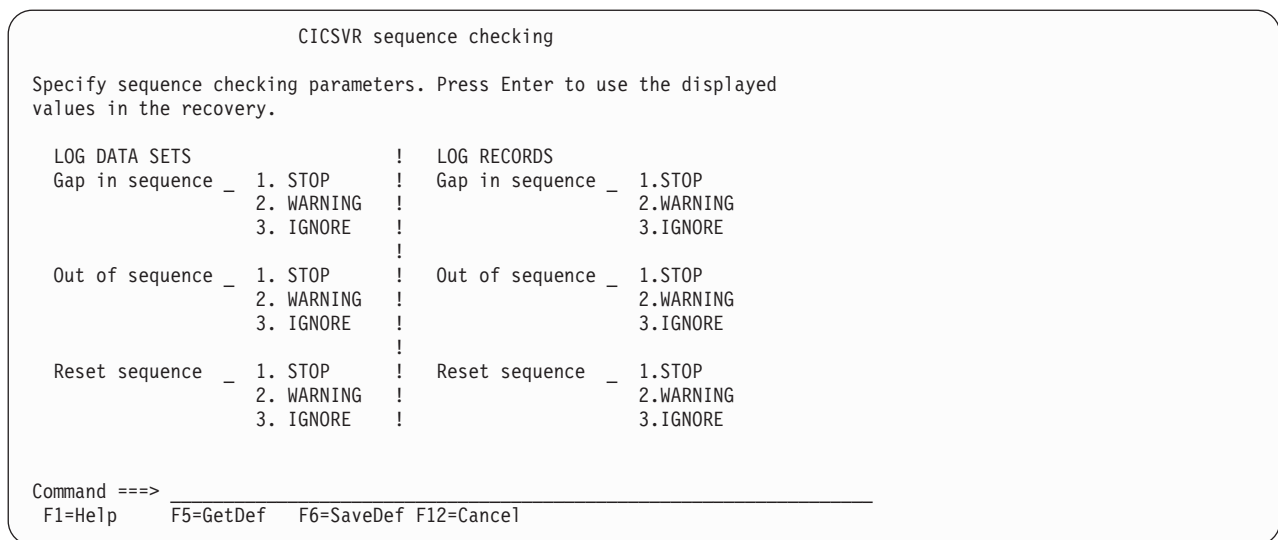 CICSVR sequence checking
Specify sequence checking parameters. Press Enter to use the displayed
values in the recovery.
LOG DATA SETS ! LOG RECORDS
Gap in sequence _ 1. STOP ! Gap in sequence _ 1.STOP
2. WARNING ! 2.WARNING
3. IGNORE ! 3.IGNORE
!
Out of sequence _ 1. STOP ! Out of sequence _ 1.STOP
2. WARNING ! 2.WARNING
3. IGNORE ! 3.IGNORE
!
Reset sequence _ 1. STOP ! Reset sequence _ 1.STOP
2. WARNING ! 2.WARNING
3. IGNORE ! 3.IGNORE
Command ===> __________________________________________________________________
F1=Help F5=GetDef F6=SaveDef F12=Cancel